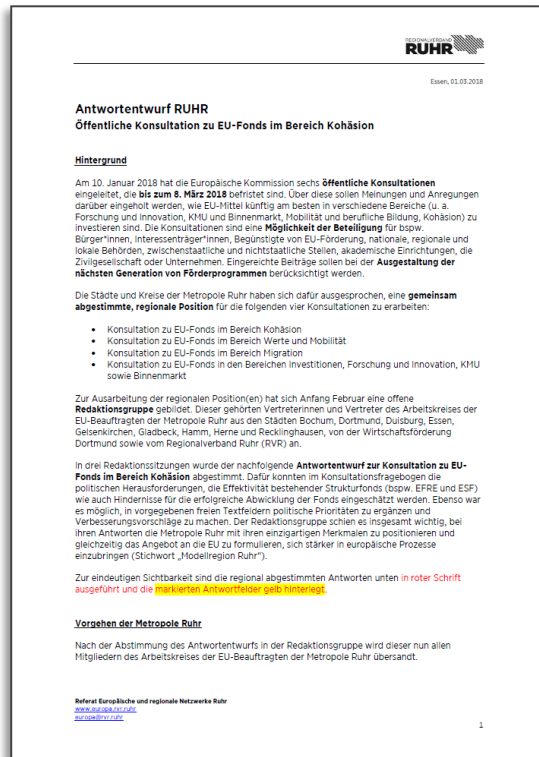 REGIONALVERBAND
RUHR
Essen, 01.03.2018
Antwortentwurf RUHR
Öffentliche Konsultation zu EU-Fonds im Bereich Kohäsion
Hintergrund
Am 10. Januar 2018 hat die Europäische Kommission sechs öffentliche Konsultationen
eingeleitet, die bis zum 8. März 2018 befristet sind. Über diese sollen Meinungen und Anregungen
darüber eingeholt werden, wie EU-Mittel künftig am besten in verschiedene Bereiche (u. a.
Forschung und Innovation, KMU und Binnenmarkt, Mobilität und berufliche Bildung, Kohäsion) zu
investieren sind. Die Konsultationen sind eine Möglichkeit der Beteiligung für bspw.
Bürger*innen, Interessenträger*innen, Begünstigte von EU-Förderung, nationale, regionale und
lokale Behörden, zwischenstaatliche und nichtstaatliche Stellen, akademische Einrichtungen, die
Zivilgesellschaft oder Unternehmen. Eingereichte Beiträge sollen bei der Ausgestaltung der
nächsten Generation von Förderprogrammen berücksichtigt werden.
Die Städte und Kreise der Metropole Ruhr haben sich dafür ausgesprochen, eine gemeinsam
abgestimmte, regionale Position für die folgenden vier Konsultationen zu erarbeiten:
• Konsultation zu EU-Fonds im Bereich Kohäsion
• Konsultation zu EU-Fonds im Bereich Werte und Mobilität
• Konsultation zu EU-Fonds im Bereich Migration
• Konsultation zu EU-Fonds in den Bereichen Investitionen, Forschung und Innovation, KMU
sowie Binnenmarkt
Zur Ausarbeitung der regionalen Position(en) hat sich Anfang Februar eine offene
Redaktionsgruppe gebildet. Dieser gehörten Vertreterinnen und Vertreter des Arbeitskreises der
EU-Beauftragten der Metropole Ruhr aus den Städten Bochum, Dortmund, Duisburg, Essen,
Gelsenkirchen, Gladbeck, Hamm, Herne und Recklinghausen, von der Wirtschaftsförderung
Dortmund sowie vom Regionalverband Ruhr (RVR) an.
In drei Redaktionssitzungen wurde der nachfolgende Antwortentwurf zur Konsultation zu EU-
Fonds im Bereich Kohäsion abgestimmt. Dafür konnten im Konsultationsfragebogen die
politischen Herausforderungen, die Effektivität bestehender Strukturfonds (bspw. EFRE und ESF)
wie auch Hindernisse für die erfolgreiche Abwicklung der Fonds eingeschätzt werden. Ebenso war
es möglich, in vorgegebenen freien Textfeldern politische Prioritäten zu ergänzen und
Verbesserungsvorschläge zu machen. Der Redaktionsgruppe schien es insgesamt wichtig, bei
ihren Antworten die Metropole Ruhr mit ihren einzigartigen Merkmalen zu positionieren und
gleichzeitig das Angebot an die EU zu formulieren, sich stärker in europäische Prozesse
einzubringen (Stichwort „Modellregion Ruhr“).
Zur eindeutigen Sichtbarkeit sind die regional abgestimmten Antworten unten in roter Schrift
ausgeführt und die markierten Antwortfelder gelb hinterlegt.
Vorgehen der Metropole Ruhr
Nach der Abstimmung des Antwortentwurfs in der Redaktionsgruppe wird dieser nun allen
Mitgliedern des Arbeitskreises der EU-Beauftragten der Metropole Ruhr übersandt.
Referat Europäische und regionale Netzwerke Ruhr
www.europa.rvr.ruhr
europa@rvr.ruhr
1